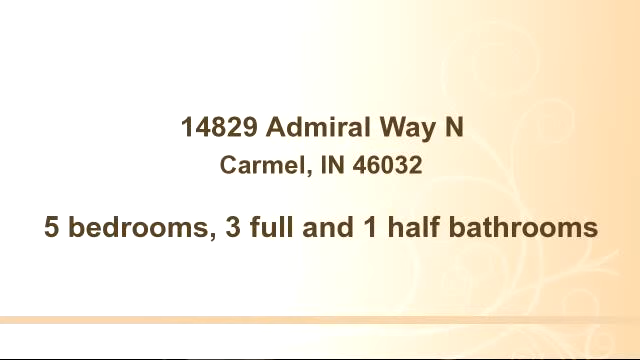 14829 Admiral Way N
Carmel, IN 46032
5 bedrooms, 3 full and 1 half bathrooms